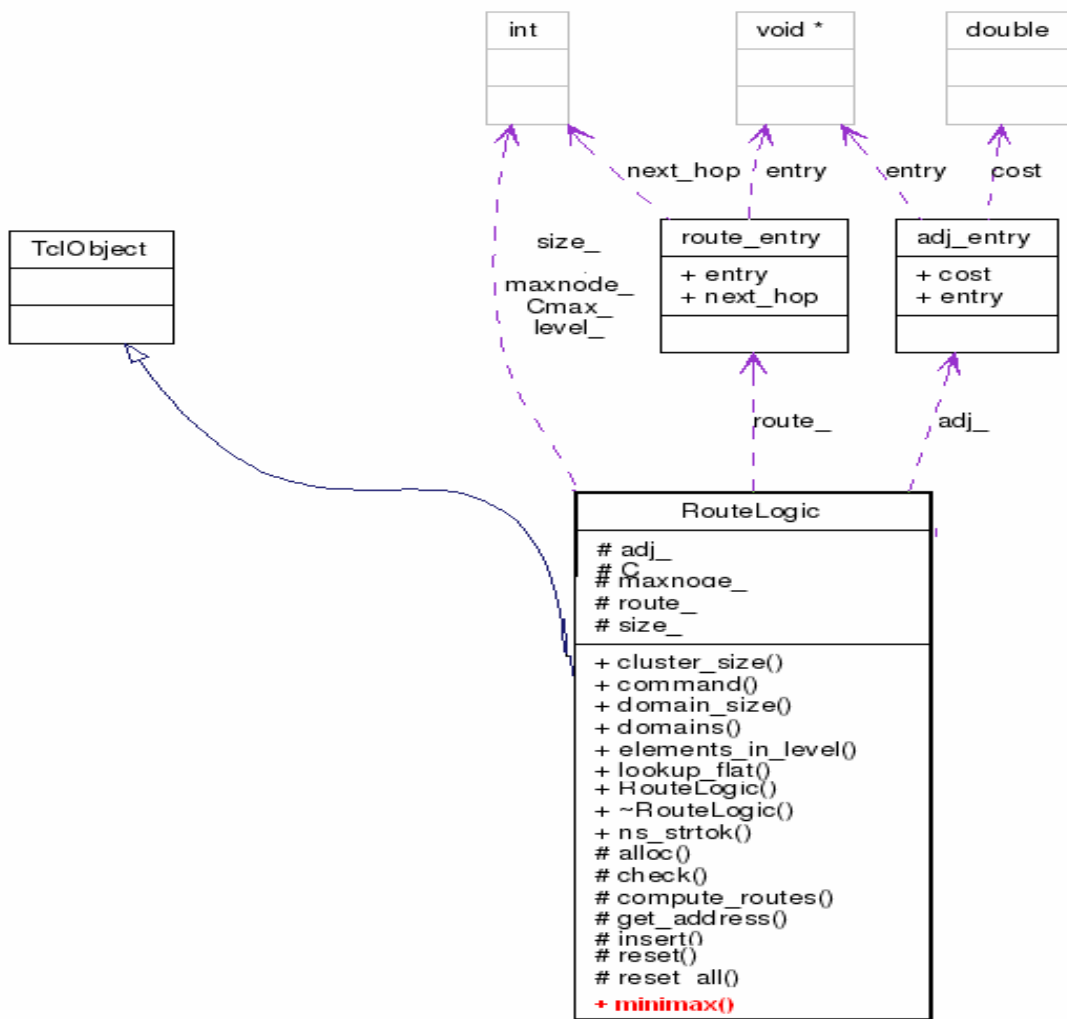 int void * double
next_hop entry entry cost
TclObject
size_
maxnode_
Cmax_
level_
route_entry
+ entry
+ next_hop
adj_entry
+ cost
+ entry
route_ adj_
RouteLogic
# adj_
# C
# maxnode_
# route_
# size_
+ cluster_size()
+ command()
+ domain_size()
+ domains()
+ elements_in_level()
+ lookup_flat()
+ RouteLogic()
+ ~RouteLogic()
+ ns_strtok()
# alloc()
# check()
# compute_routes()
# get_address()
# insert()
# reset()
# reset_all()
+ minimax()